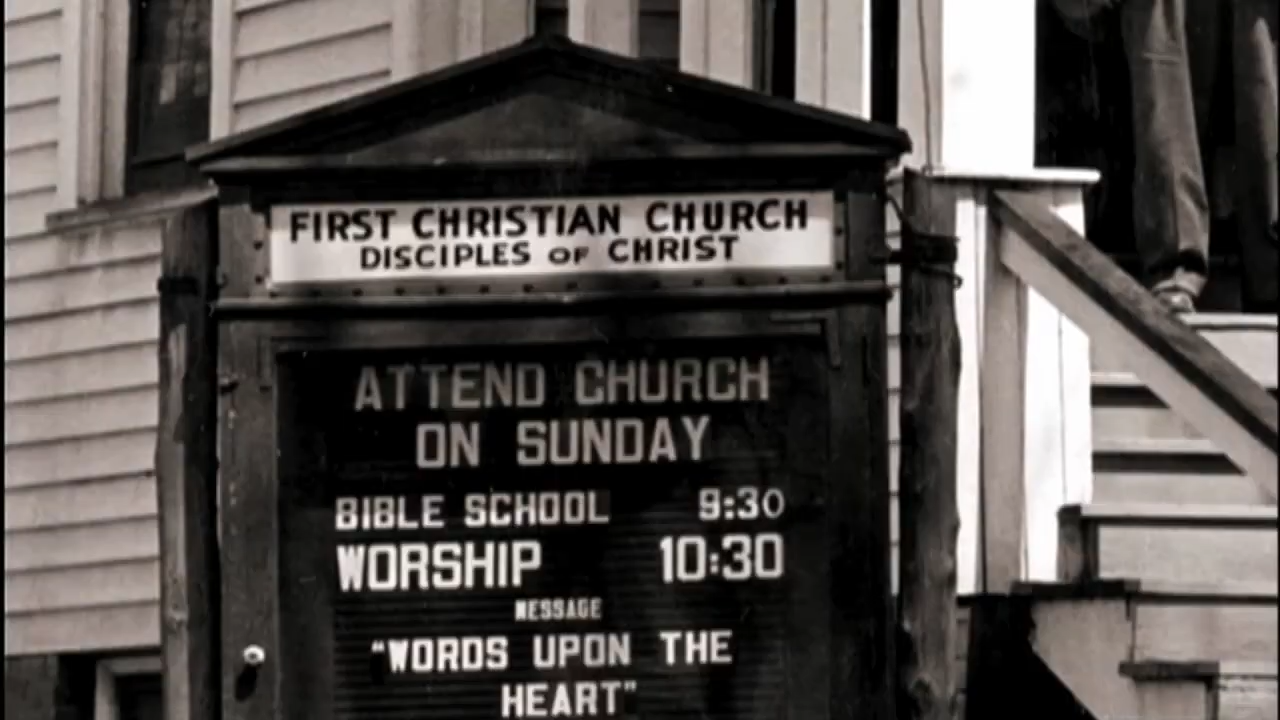 FIRST CHRISTIAN CHURCH
DISCIPLES OF CHRIST
ATTEND CHURCH
ON SUNDAY
BIBLE SCHOOL 9:30
WORSHIP 10:30
MESSAGE
"WORDS UPON THE
HEART"